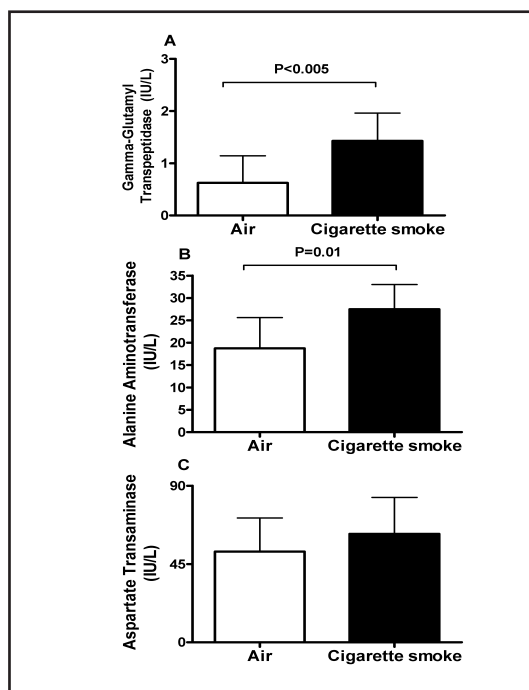 A
P<0.005
Gamma-Glutamyl
Transpeptidase (IU/L)
3
2
1
0
Air
Cigarette smoke
B
P=0.01
Alanine Aminotransferase
(IU/L)
35
30
25
20
15
10
5
0
Air
Cigarette smoke
C
Aspartate Transaminase
(IU/L)
90
45
0
Air
Cigarette smoke